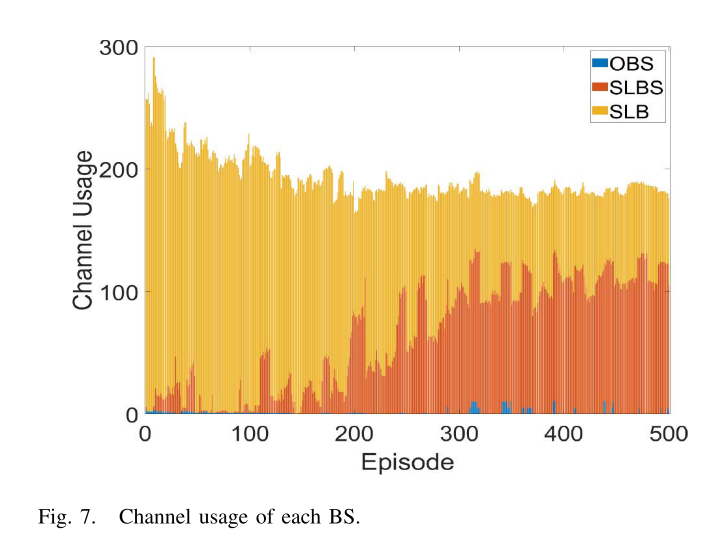 300
200
100
0
Channel Usage
OBS
SLBS
SLB
0 100 200 300 400 500
Episode
Fig. 7. Channel usage of each BS.